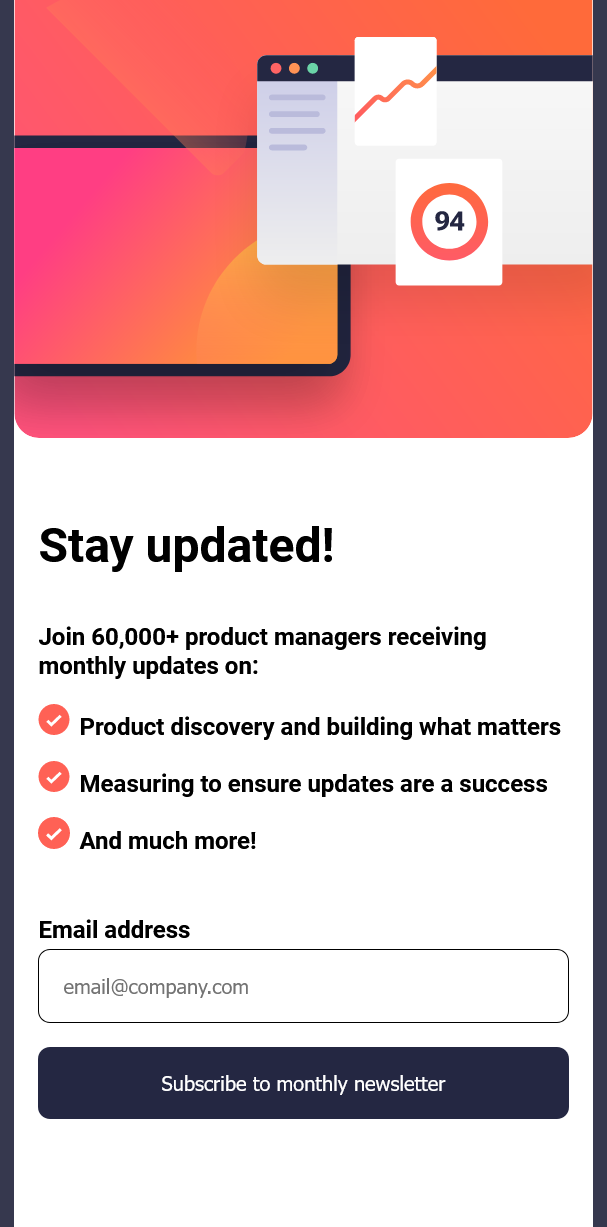 94
Stay updated!
Join 60,000+ product managers receiving
monthly updates on:
Product discovery and building what matters
Measuring to ensure updates are a success
And much more!
Email address
email@company.com
Subscribe to monthly newsletter